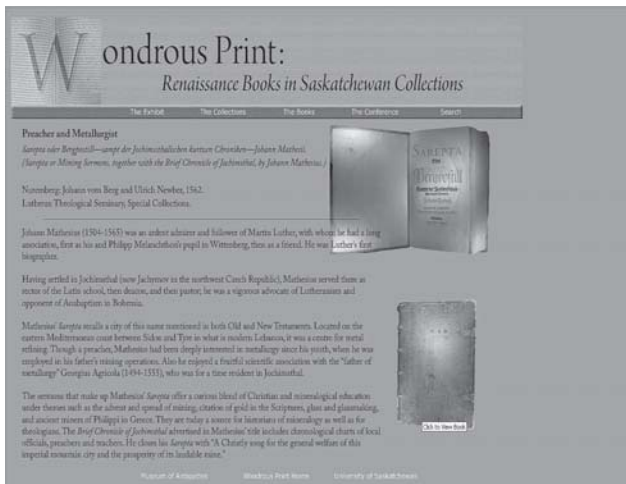 Wondrous Print:
Renaissance Books in Saskatchewan Collections
The Exhibit The Collections The Books The Conference Search
Preacher and Metallurgist
Sarepta oder Bergpostill—sampt der Jochimsthalischen kurtzen Chroniken—Johann Mathesii.
(Sarepta or Mining Sermons, together with the Brief Chronicle of Jochimsthal, by Johann Mathesius.)
SAREPTA
Nuremberg: Johann vom Berg and Ulrich Newber, 1562.
Lutheran Theological Seminary, Special Collections.
Johann Mathesius (1504-1565) was an ardent admirer and follower of Martin Luther, with whom he had a long
association, first as his and Philipp Melanchthon's pupil in Wittenberg, then as a friend. He was Luther's first
biographer.
Having settled in Jochimsthal (now Jachymov in the northwest Czech Republic), Mathesius served there as
rector of the Latin school, then deacon, and then pastor; he was a vigorous advocate of Lutheranism and
opponent of Anabaptism in Bohemia.
Mathesius' Sarepta recalls a city of this name mentioned in both Old and New Testaments. Located on the
eastern Mediterranean coast between Sidon and Tyre in what is modern Lebanon, it was a centre for metal
refining. Though a preacher, Mathesius had been deeply interested in metallurgy since his youth, when he was
employed in his father's mining operations. Also he enjoyed a fruitful scientific association with the "father of
metallurgy" Georgius Agricola (1494-1555), who was for a time resident in Jochimsthal.
The sermons that make up Mathesius' Sarepta offer a curious blend of Christian and mineralogical education
under themes such as the advent and spread of mining, citation of gold in the Scriptures, glass and glassmaking,
and ancient miners of Philippi in Greece. They are today a source for historians of mineralogy as well as for
theologians. The Brief Chronicle of Jochimsthal advertised in Mathesius' title includes chronological charts of local
officials, preachers and teachers. He closes his Sarepta with "A Christly song for the general welfare of this
imperial mountain city and the prosperity of its laudable mine."
Click to View Book
Museum of Antiquities Wondrous Print Home University of Saskatchewan